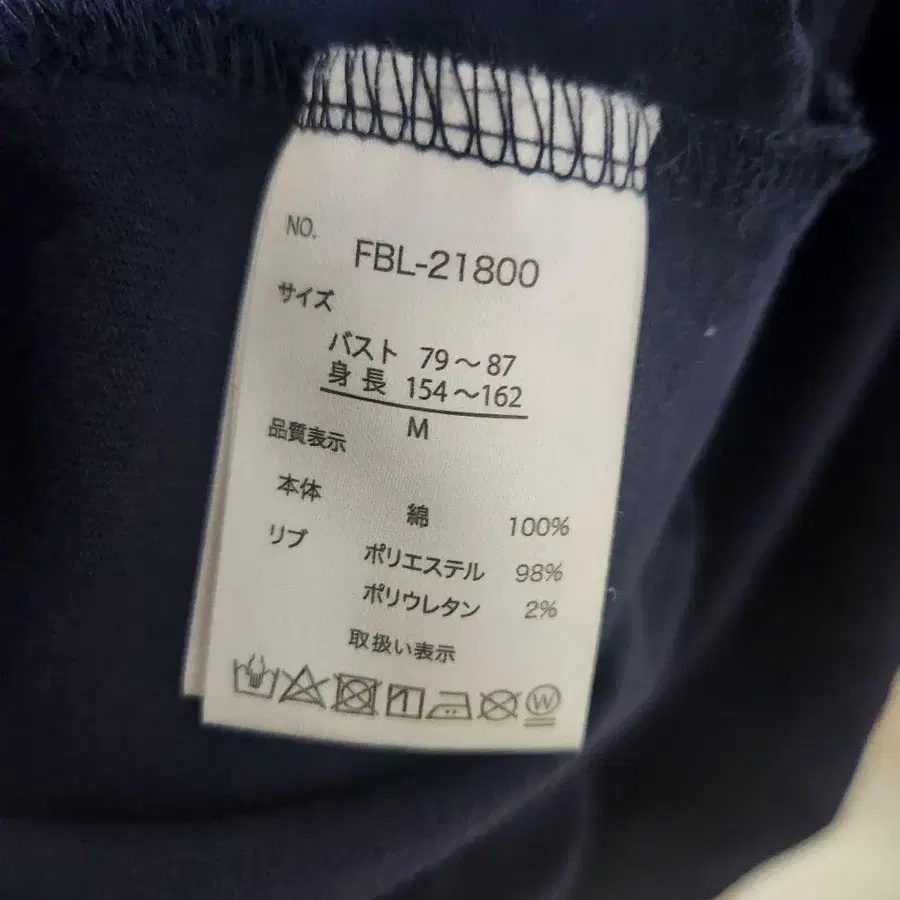 NO.
FBL-21800
サイズ
バスト 79～87
身長 154～162
M
品質表示
本体 綿 100%
リブ ポリエステル 98%
ポリウレタン 2%
取扱い表示
W